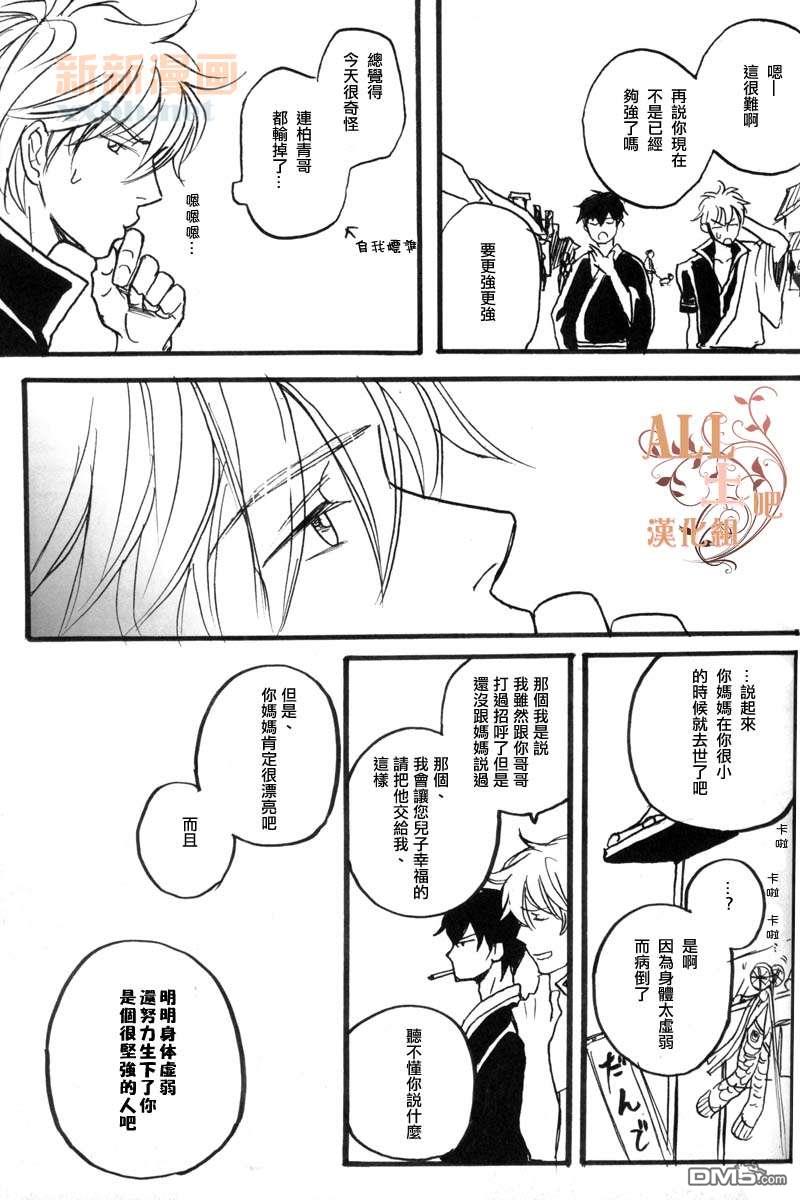 嗯—
這很難啊
再說你現在
不是已經
夠強了嗎
要更強更強
總覺得
今天很奇怪
連柏青哥
都輸掉了…
自我標準
嗯嗯嗯…
新新漫画
ALL
土吧
漢化組
…說起來
你媽媽在你很小
的時候就去世了吧
卡啦
卡啦
卡啦?
…?
是啊
因為身體太虛弱
而病倒了
だんで
那個我是說
我雖然跟你哥哥
打過招呼了但是
還沒跟媽媽說過
那個、
我會讓您兒子幸福的
請把他交給我、
這樣
聽不懂你說什麼
但是、
你媽媽肯定很漂亮吧
而且
明明身体虛弱
還努力生下了你
是個很堅強的人吧
DM5.com